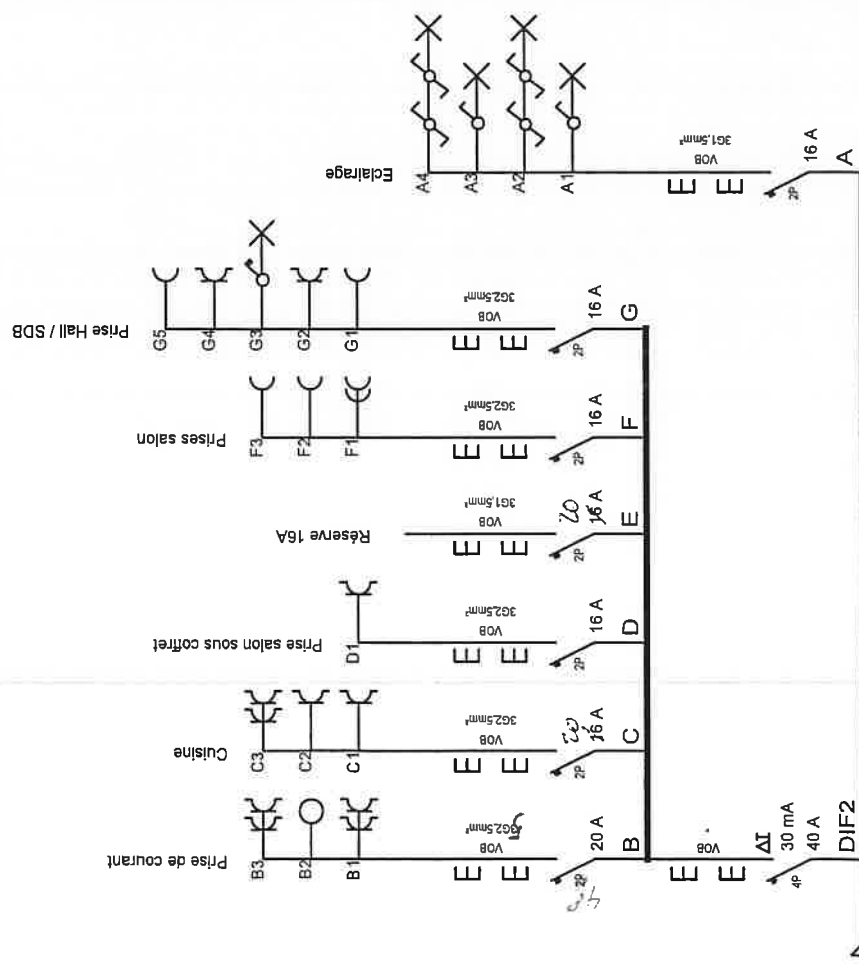 A4
A3
A2
A1
Eclairage
VOB
3G1,5mm²
2P
16 A
A
Prise Hall / SDB
G5
G4
G3
G2
G1
VOB
3G2,5mm²
2P
16 A
G
Prises salon
F3
F2
F1
VOB
3G2,5mm²
2P
16 A
F
Réserve 16A
VOB
3G1,5mm²
20
2P
16 A
E
Prise salon sous coffret
D1
VOB
3G2,5mm²
2P
16 A
D
Cuisine
C3
C2
C1
VOB
3G2,5mm²
20
2P
16 A
C
Prise de courant
B3
B2
B1
VOB
3G2,5mm²
5
2P
4P
20 A
B
VOB
ΔI
30 mA
4P
40 A
DIF2